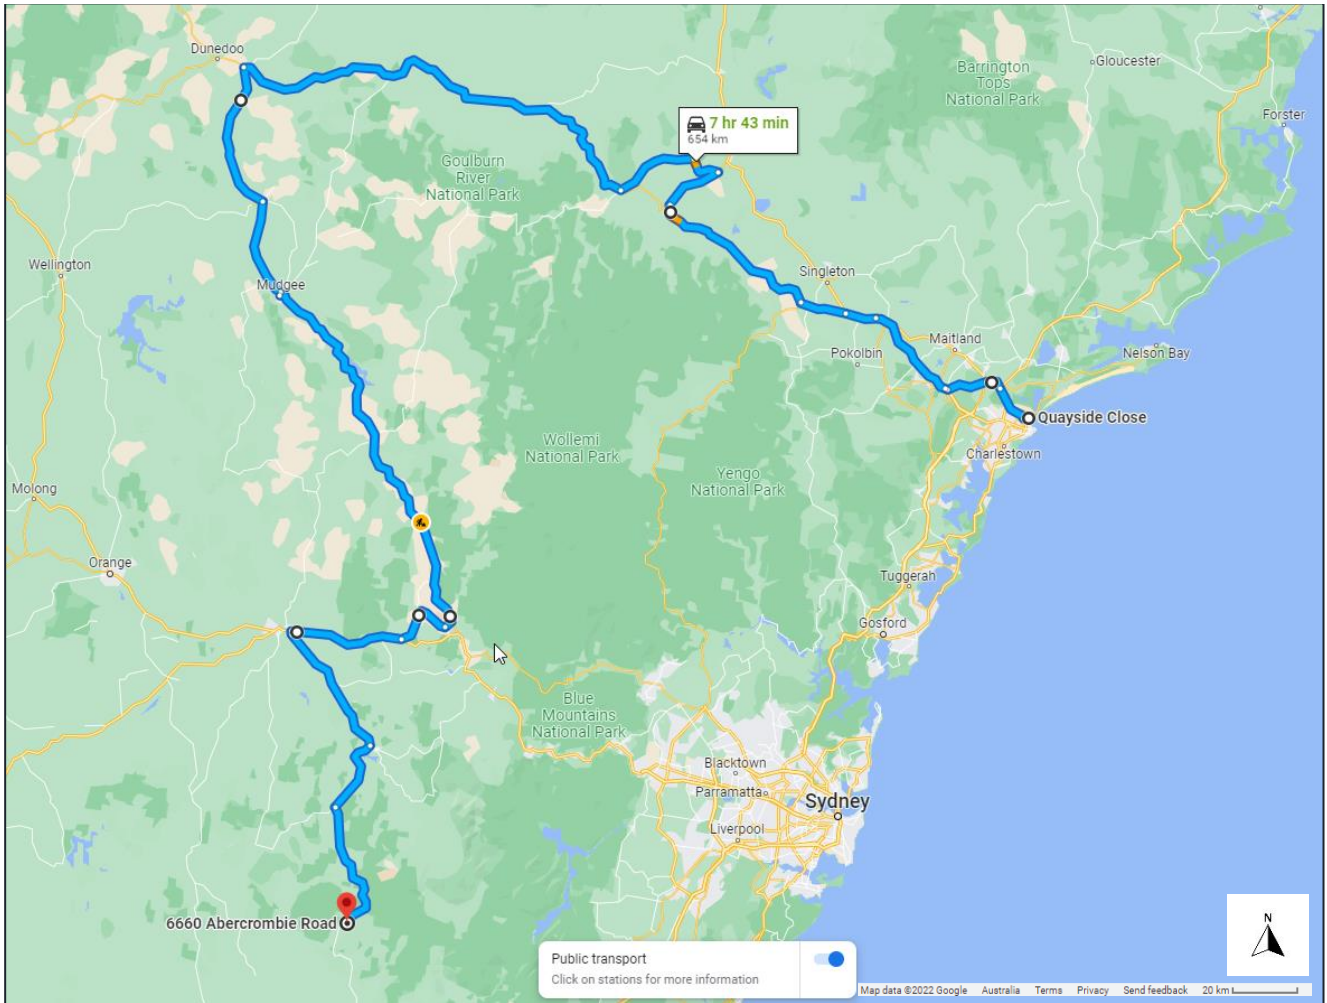 Dunedoo
Gloucester
Barrington
Tops
National Park
Forster
7 hr 43 min
654 km
Goulburn
River
National Park
Wellington
Singleton
Mudgee
Maitland
Pokolbin
Nelson Bay
Quayside Close
Charlestown
Wollemi
National Park
Yengo
National Park
Molong
Orange
Tuggerah
Gosford
Blue
Mountains
National Park
Blacktown
Parramatta
Sydney
Liverpool
6660 Abercrombie Road
N
Public transport
Click on stations for more information
Map data ©2022 Google Australia Terms Privacy Send feedback 20 km